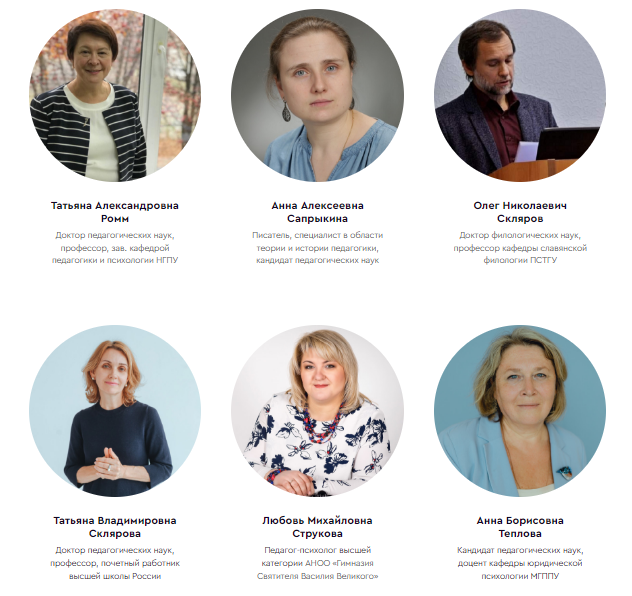 Татьяна Александровна
Ромм
Доктор педагогических наук,
профессор, зав. кафедрой
педагогики и психологии НГПУ
Анна Алексеевна
Сапрыкина
Писатель, специалист в области
теории и истории педагогики,
кандидат педагогических наук
Олег Николаевич
Скляров
Доктор филологических наук,
профессор кафедры славянской
филологии ПСТГУ
Татьяна Владимировна
Склярова
Доктор педагогических наук,
профессор, почетный работник
высшей школы России
Любовь Михайловна
Струкова
Педагог-психолог высшей
категории АНОО «Гимназия
Святителя Василия Великого»
Анна Борисовна
Теплова
Кандидат педагогических наук,
доцент кафедры юридической
психологии МГППУ